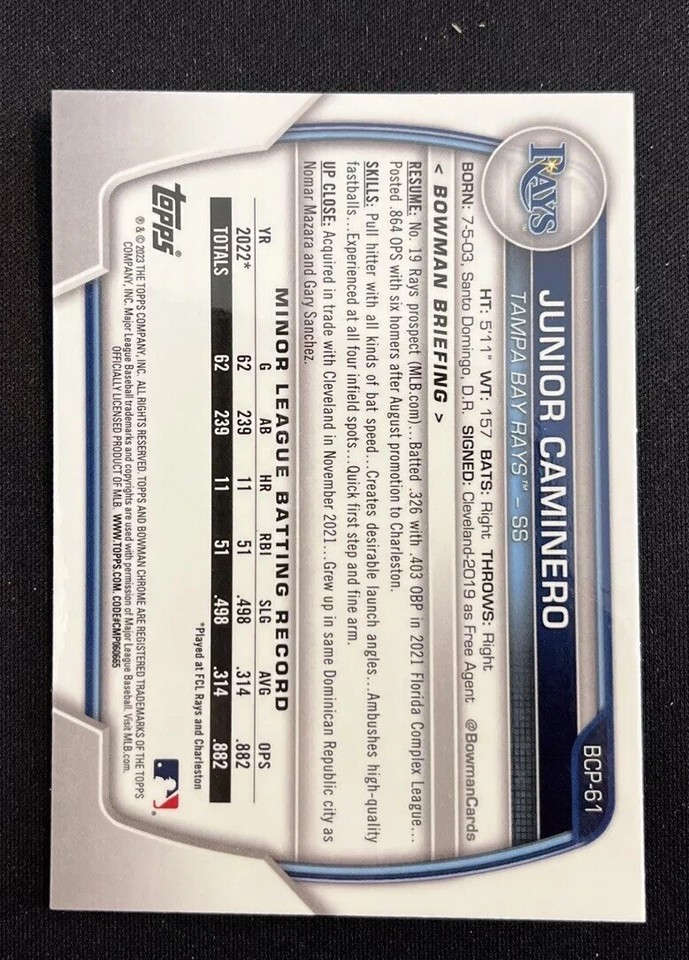 BCP-61
RAYS
JUNIOR CAMINERO
TAMPA BAY RAYS™ – SS
HT: 5'11" WT: 157 BATS: Right THROWS: Right
BORN: 7-5-03, Santo Domingo, D.R. SIGNED: Cleveland-2019 as Free Agent @BowmanCards
< BOWMAN BRIEFING >
RESUME: No. 19 Rays prospect (MLB.com)...Batted .326 with .403 OBP in 2021 Florida Complex League...
Posted .864 OPS with six homers after August promotion to Charleston.
SKILLS: Pull hitter with all kinds of bat speed...Creates desirable launch angles...Ambushes high-quality
fastballs...Experienced at all four infield spots...Quick first step and fine arm.
UP CLOSE: Acquired in trade with Cleveland in November 2021...Grew up in same Dominican Republic city as
Nomar Mazara and Gary Sanchez.
MINOR LEAGUE BATTING RECORD
YR G AB HR RBI SLG AVG OPS
2022* 62 239 11 51 .498 .314 .882
TOTALS 62 239 11 51 .498 .314 .882
*Played at FCL Rays and Charleston
Topps®
® & © 2023 THE TOPPS COMPANY, INC. ALL RIGHTS RESERVED. TOPPS AND BOWMAN CHROME ARE REGISTERED TRADEMARKS OF THE TOPPS
COMPANY, INC. Major League Baseball trademarks and copyrights are used with permission of Major League Baseball. Visit MLB.com.
OFFICIALLY LICENSED PRODUCT OF MLB. WWW.TOPPS.COM. CODE#CMP060665